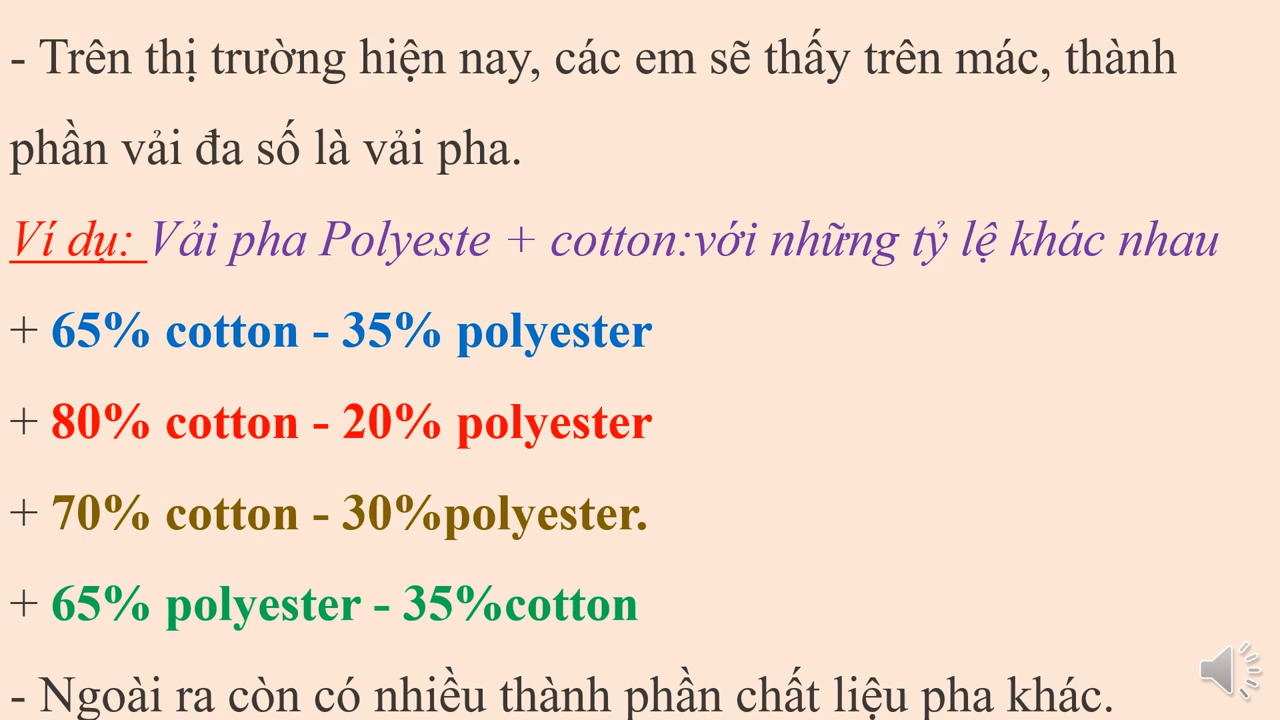 - Trên thị trường hiện nay, các em sẽ thấy trên mác, thành
phần vải đa số là vải pha.
Ví dụ: Vải pha Polyeste + cotton:với những tỷ lệ khác nhau
+ 65% cotton - 35% polyester
+ 80% cotton - 20% polyester
+ 70% cotton - 30%polyester.
+ 65% polyester - 35%cotton
- Ngoài ra còn có nhiều thành phần chất liệu pha khác.